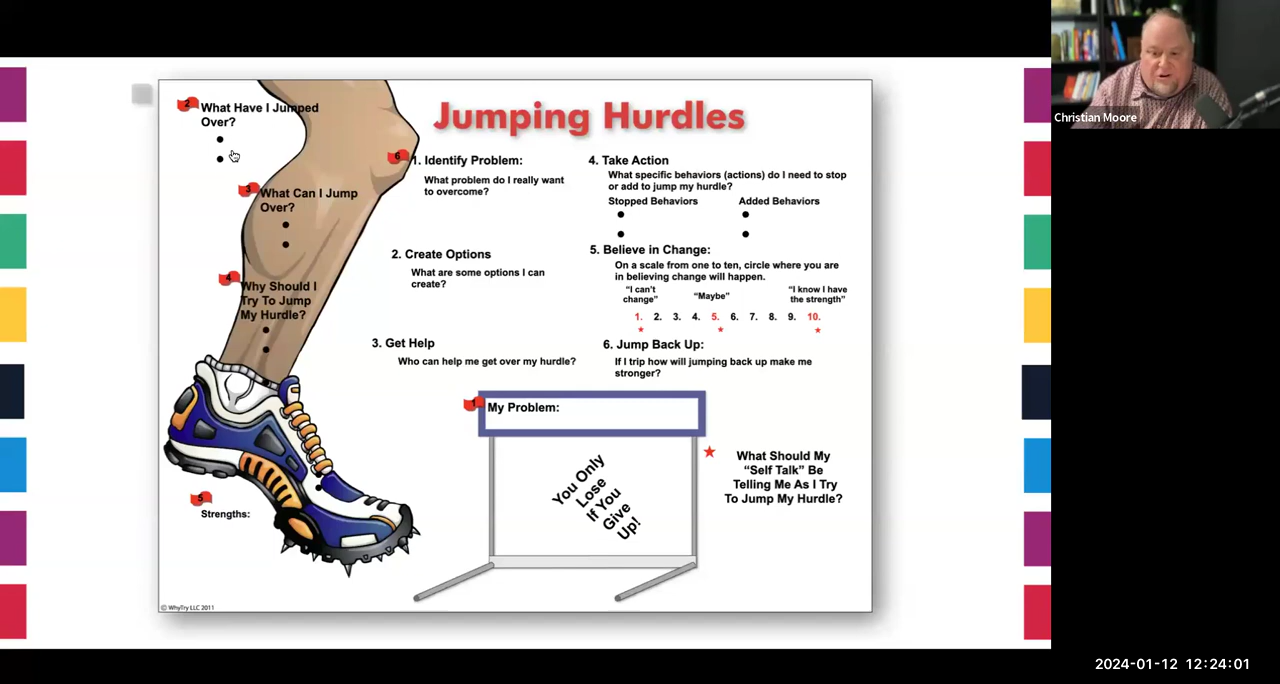 Jumping Hurdles
2 What Have I Jumped
Over?
3 What Can I Jump
Over?
4 Why Should I
Try To Jump
My Hurdle?
5
Strengths:
6
1. Identify Problem:
What problem do I really want
to overcome?
2. Create Options
What are some options I can
create?
3. Get Help
Who can help me get over my hurdle?
4. Take Action
What specific behaviors (actions) do I need to stop
or add to jump my hurdle?
Stopped Behaviors Added Behaviors
5. Believe in Change:
On a scale from one to ten, circle where you are
in believing change will happen.
“I can’t
change”
“Maybe”
“I know I have
the strength”
1. 2. 3. 4. 5. 6. 7. 8. 9. 10.
6. Jump Back Up:
If I trip how will jumping back up make me
stronger?
1 My Problem:
You Only
Lose
If You
Give
Up!
What Should My
“Self Talk” Be
Telling Me As I Try
To Jump My Hurdle?
© WhyTry LLC 2011
Christian Moore
2024-01-12 12:24:01